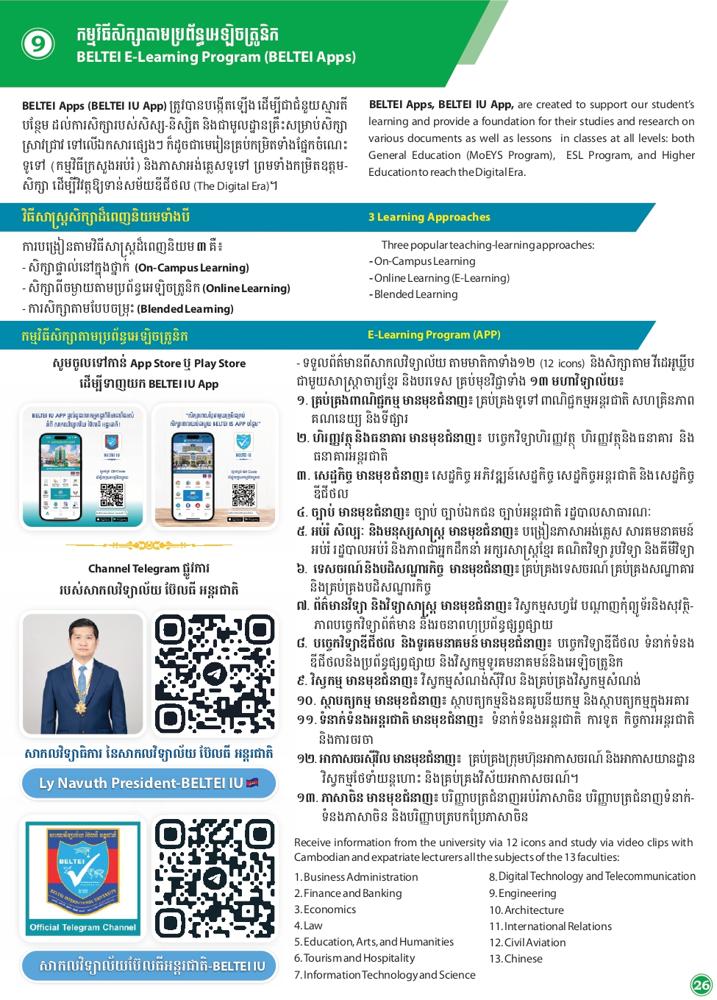 9
កម្មវិធីសិក្សាតាមប្រព័ន្ធអេឡិចត្រូនិក
BELTEI E-Learning Program (BELTEI Apps)
BELTEI Apps (BELTEI IU App) ត្រូវបានបង្កើតឡើង ដើម្បីជាជំនួយស្មារតី
បន្ថែម ដល់ការសិក្សារបស់សិស្ស-និស្សិត និងជាមូលដ្ឋានគ្រឹះសម្រាប់សិក្សា
ស្រាវជ្រាវ ទៅលើឯកសារផ្សេងៗ ក៏ដូចជាមេរៀនគ្រប់កម្រិតទាំងផ្នែកចំណេះ
ទូទៅ (កម្មវិធីក្រសួងអប់រំ) និងភាសាអង់គ្លេសទូទៅ ព្រមទាំងកម្រិតឧត្តម-
សិក្សា ដើម្បីវិវត្តឱ្យទាន់សម័យឌីជីថល (The Digital Era)។
BELTEI Apps, BELTEI IU App, are created to support our student's
learning and provide a foundation for their studies and research on
various documents as well as lessons in classes at all levels: both
General Education (MoEYS Program), ESL Program, and Higher
Education to reach the Digital Era.
វិធីសាស្ត្រសិក្សាដ៏ពេញនិយមទាំងបី
3 Learning Approaches
ការបង្រៀនតាមវិធីសាស្ត្រដ៏ពេញនិយម ៣ គឺ៖
- សិក្សាផ្ទាល់នៅក្នុងថ្នាក់ (On-Campus Learning)
- សិក្សាពីចម្ងាយតាមប្រព័ន្ធអេឡិចត្រូនិក (Online Learning)
- ការសិក្សាតាមបែបចម្រុះ (Blended Learning)
Three popular teaching-learning approaches:
- On-Campus Learning
- Online Learning (E-Learning)
- Blended Learning
កម្មវិធីសិក្សាតាមប្រព័ន្ធអេឡិចត្រូនិក
E-Learning Program (APP)
សូមចូលទៅកាន់ App Store ឬ Play Store
ដើម្បីទាញយក BELTEI IU App
Channel Telegram ផ្លូវការ
របស់សាកលវិទ្យាល័យ ប៊ែលធី អន្តរជាតិ
សាកលវិទ្យាធិការ នៃសាកលវិទ្យាល័យ ប៊ែលធី អន្តរជាតិ
Ly Navuth President-BELTEI IU
BELTEI
Official Telegram Channel
សាកលវិទ្យាល័យប៊ែលធីអន្តរជាតិ-BELTEI IU
- ទទួលព័ត៌មានពីសាកលវិទ្យាល័យ តាមមាតិកាទាំង១២ (12 icons) និងសិក្សាតាម វីដេអូឃ្លីប
ជាមួយសាស្ត្រាចារ្យខ្មែរ និងបរទេស គ្រប់មុខវិជ្ជាទាំង ១៣ មហាវិទ្យាល័យ៖
១. គ្រប់គ្រងពាណិជ្ជកម្ម មានមុខជំនាញ៖ គ្រប់គ្រងទូទៅ ពាណិជ្ជកម្មអន្តរជាតិ សហគ្រិនភាព
គណនេយ្យ និងទីផ្សារ
២. ហិរញ្ញវត្ថុ និងធនាគារ មានមុខជំនាញ៖ បច្ចេកវិទ្យាហិរញ្ញវត្ថុ ហិរញ្ញវត្ថុនិងធនាគារ និង
ធនាគារអន្តរជាតិ
៣. សេដ្ឋកិច្ច មានមុខជំនាញ៖ សេដ្ឋកិច្ច អភិវឌ្ឍន៍សេដ្ឋកិច្ច សេដ្ឋកិច្ចអន្តរជាតិ និងសេដ្ឋកិច្ច
ឌីជីថល
៤. ច្បាប់ មានមុខជំនាញ៖ ច្បាប់ ច្បាប់ឯកជន ច្បាប់អន្តរជាតិ រដ្ឋបាលសាធារណៈ
៥. អប់រំ សិល្បៈ និងមនុស្សសាស្ត្រ មានមុខជំនាញ៖ បង្រៀនភាសាអង់គ្លេស សារគមនាគមន៍
អប់រំ រដ្ឋបាលអប់រំ និងភាពជាអ្នកដឹកនាំ អក្សរសាស្ត្រខ្មែរ គណិតវិទ្យា រូបវិទ្យា និងគីមីវិទ្យា
៦. ទេសចរណ៍ និងបដិសណ្ឋារកិច្ច មានមុខជំនាញ៖ គ្រប់គ្រងទេសចរណ៍ គ្រប់គ្រងសណ្ឋាគារ
និងគ្រប់គ្រងបដិសណ្ឋារកិច្ច
៧. ព័ត៌មានវិទ្យា និងវិទ្យាសាស្ត្រ មានមុខជំនាញ៖ វិស្វកម្មសហ្វវែរ បណ្តាញកុំព្យូទ័រនិងសុវត្ថិ-
ភាពបច្ចេកវិទ្យាព័ត៌មាន និងរចនាពហុប្រព័ន្ធផ្សព្វផ្សាយ
៨. បច្ចេកវិទ្យាឌីជីថល និងទូរគមនាគមន៍ មានមុខជំនាញ៖ បច្ចេកវិទ្យាឌីជីថល ទំនាក់ទំនង
ឌីជីថលនិងប្រព័ន្ធផ្សព្វផ្សាយ និងវិស្វកម្មទូរគមនាគមន៍និងអេឡិចត្រូនិក
៩. វិស្វកម្ម មានមុខជំនាញ៖ វិស្វកម្មសំណង់ស៊ីវិល និងគ្រប់គ្រងវិស្វកម្មសំណង់
១០. ស្ថាបត្យកម្ម មានមុខជំនាញ៖ ស្ថាបត្យកម្មនិងនគរូបនីយកម្ម និងស្ថាបត្យកម្មក្នុងអគារ
១១. ទំនាក់ទំនងអន្តរជាតិ មានមុខជំនាញ៖ ទំនាក់ទំនងអន្តរជាតិ ការទូត កិច្ចការអន្តរជាតិ
និងការចរចា
១២. អាកាសចរស៊ីវិល មានមុខជំនាញ៖ គ្រប់គ្រងក្រុមហ៊ុនអាកាសចរណ៍ និងអាកាសយានដ្ឋាន
វិស្វកម្មថែទាំយន្តហោះ និងគ្រប់គ្រងវិស័យអាកាសចរណ៍។
១៣. ភាសាចិន មានមុខជំនាញ៖ បរិញ្ញាបត្រជំនាញអប់រំភាសាចិន បរិញ្ញាបត្រជំនាញទំនាក់-
ទំនងភាសាចិន និងបរិញ្ញាបត្របកប្រែភាសាចិន
Receive information from the university via 12 icons and study via video clips with
Cambodian and expatriate lecturers all the subjects of the 13 faculties:
1. Business Administration
2. Finance and Banking
3. Economics
4. Law
5. Education, Arts, and Humanities
6. Tourism and Hospitality
7. Information Technology and Science
8. Digital Technology and Telecommunication
9. Engineering
10. Architecture
11. International Relations
12. Civil Aviation
13. Chinese
26